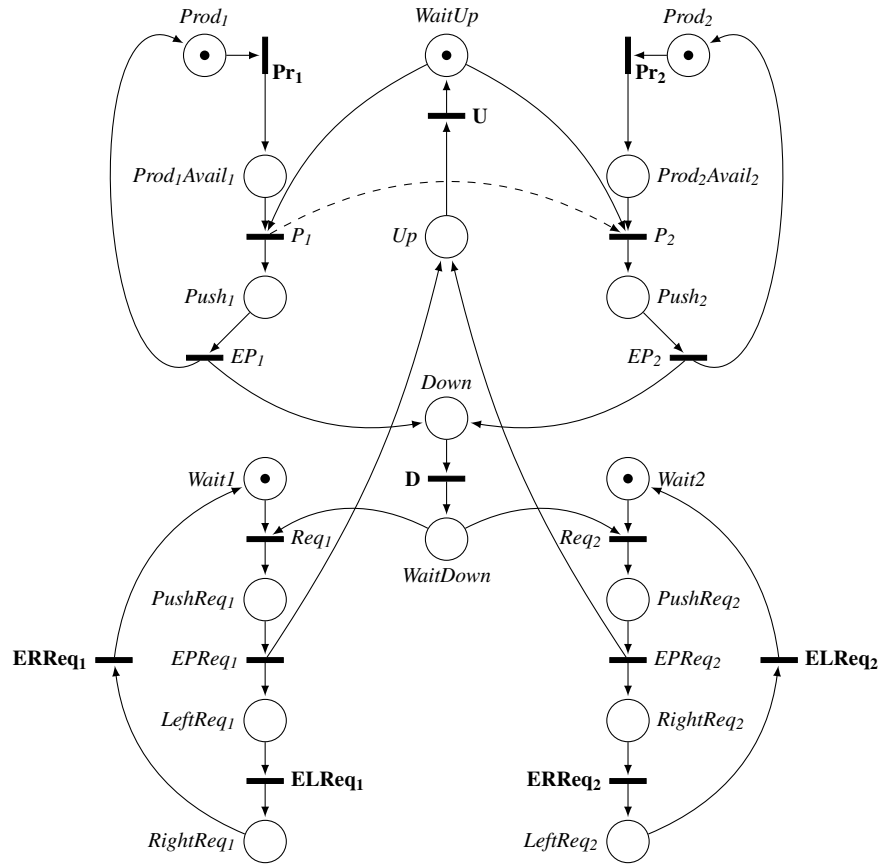 Prod1 WaitUp Prod2
Pr1 Pr2
U
Prod1Avail1 Prod2Avail2
P1 Up P2
Push1 Push2
EP1 EP2
Down
Wait1 D Wait2
Req1 Req2
WaitDown
PushReq1 PushReq2
ERReq1 EPReq1 EPReq2 ELReq2
LeftReq1 RightReq2
ELReq1 ERReq2
RightReq1 LeftReq2